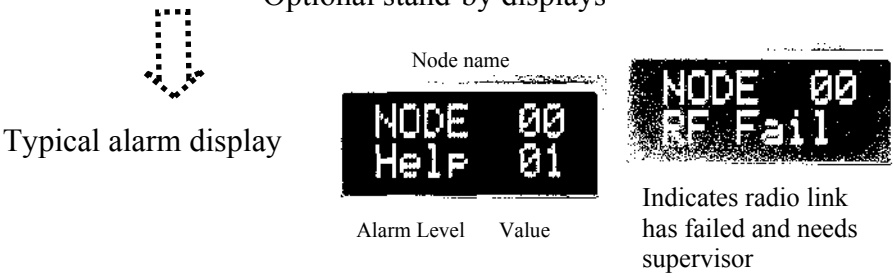 Optional stand-by displays
Node name
Typical alarm display
NODE 00
Help 01
Alarm Level Value
NODE 00
RF Fail
Indicates radio link
has failed and needs
supervisor